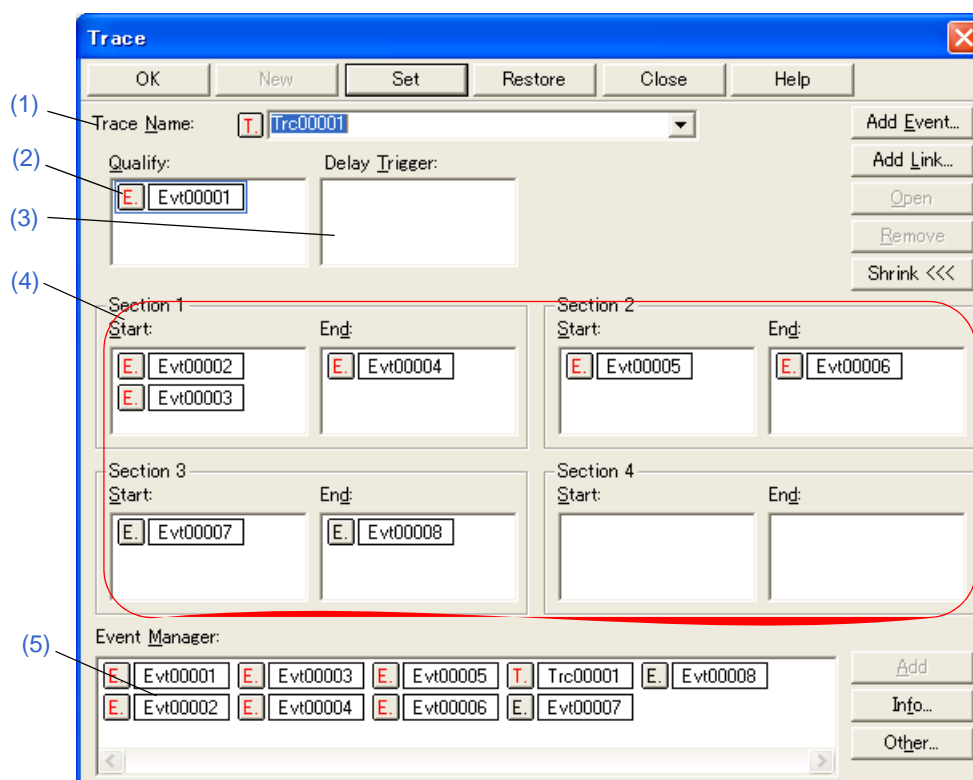 Trace
OK New Set Restore Close Help
(1)
Trace Name: T. Trc00001
Add Event...
(2)
Qualify: Delay Trigger:
Add Link...
E. Evt00001
Open
(3)
Remove
Shrink <<<
(4)
Section 1 Section 2
Start: End: Start: End:
E. Evt00002 E. Evt00004 E. Evt00005 E. Evt00006
E. Evt00003
Section 3 Section 4
Start: End: Start: End:
E. Evt00007 E. Evt00008
(5)
Event Manager:
E. Evt00001 E. Evt00003 E. Evt00005 T. Trc00001 E. Evt00008
Add
E. Evt00002 E. Evt00004 E. Evt00006 E. Evt00007
Info...
Other...